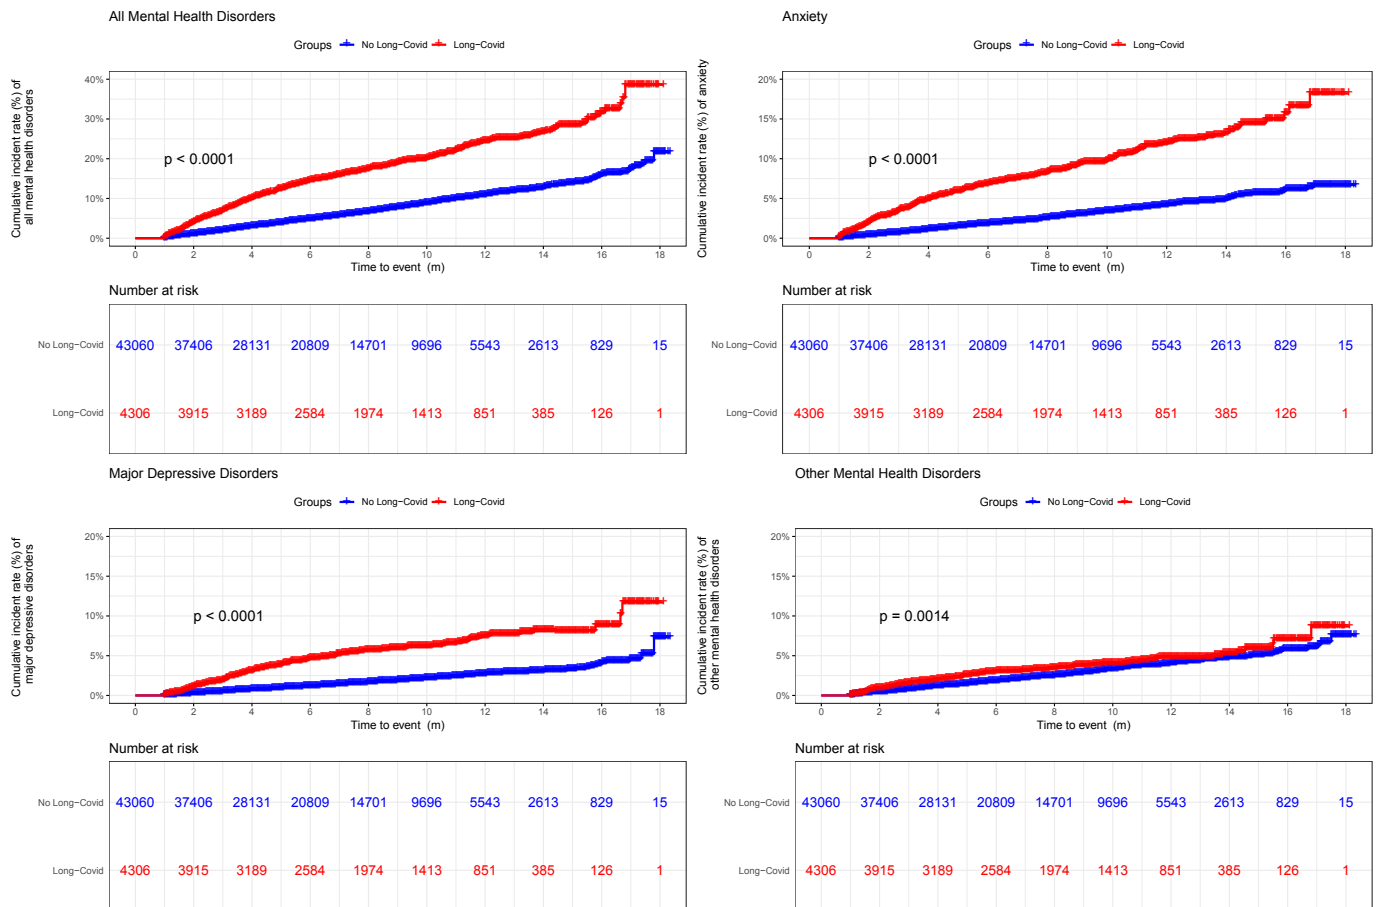 All Mental Health Disorders
Groups No Long-Covid Long-Covid
Cumulative incident rate (%) of
all mental health disorders
40%
30%
20%
10%
0%
p < 0.0001
0 2 4 6 8 10 12 14 16 18
Time to event (m)
Number at risk
No Long-Covid 43060 37406 28131 20809 14701 9696 5543 2613 829 15
Long-Covid 4306 3915 3189 2584 1974 1413 851 385 126 1
Anxiety
Groups No Long-Covid Long-Covid
Cumulative incident rate (%) of anxiety
20%
15%
10%
5%
0%
p < 0.0001
0 2 4 6 8 10 12 14 16 18
Time to event (m)
Number at risk
No Long-Covid 43060 37406 28131 20809 14701 9696 5543 2613 829 15
Long-Covid 4306 3915 3189 2584 1974 1413 851 385 126 1
Major Depressive Disorders
Groups No Long-Covid Long-Covid
Cumulative incident rate (%) of
major depressive disorders
20%
15%
10%
5%
0%
p < 0.0001
0 2 4 6 8 10 12 14 16 18
Time to event (m)
Number at risk
No Long-Covid 43060 37406 28131 20809 14701 9696 5543 2613 829 15
Long-Covid 4306 3915 3189 2584 1974 1413 851 385 126 1
Other Mental Health Disorders
Groups No Long-Covid Long-Covid
Cumulative incident rate (%) of
other mental health disorders
20%
15%
10%
5%
0%
p = 0.0014
0 2 4 6 8 10 12 14 16 18
Time to event (m)
Number at risk
No Long-Covid 43060 37406 28131 20809 14701 9696 5543 2613 829 15
Long-Covid 4306 3915 3189 2584 1974 1413 851 385 126 1